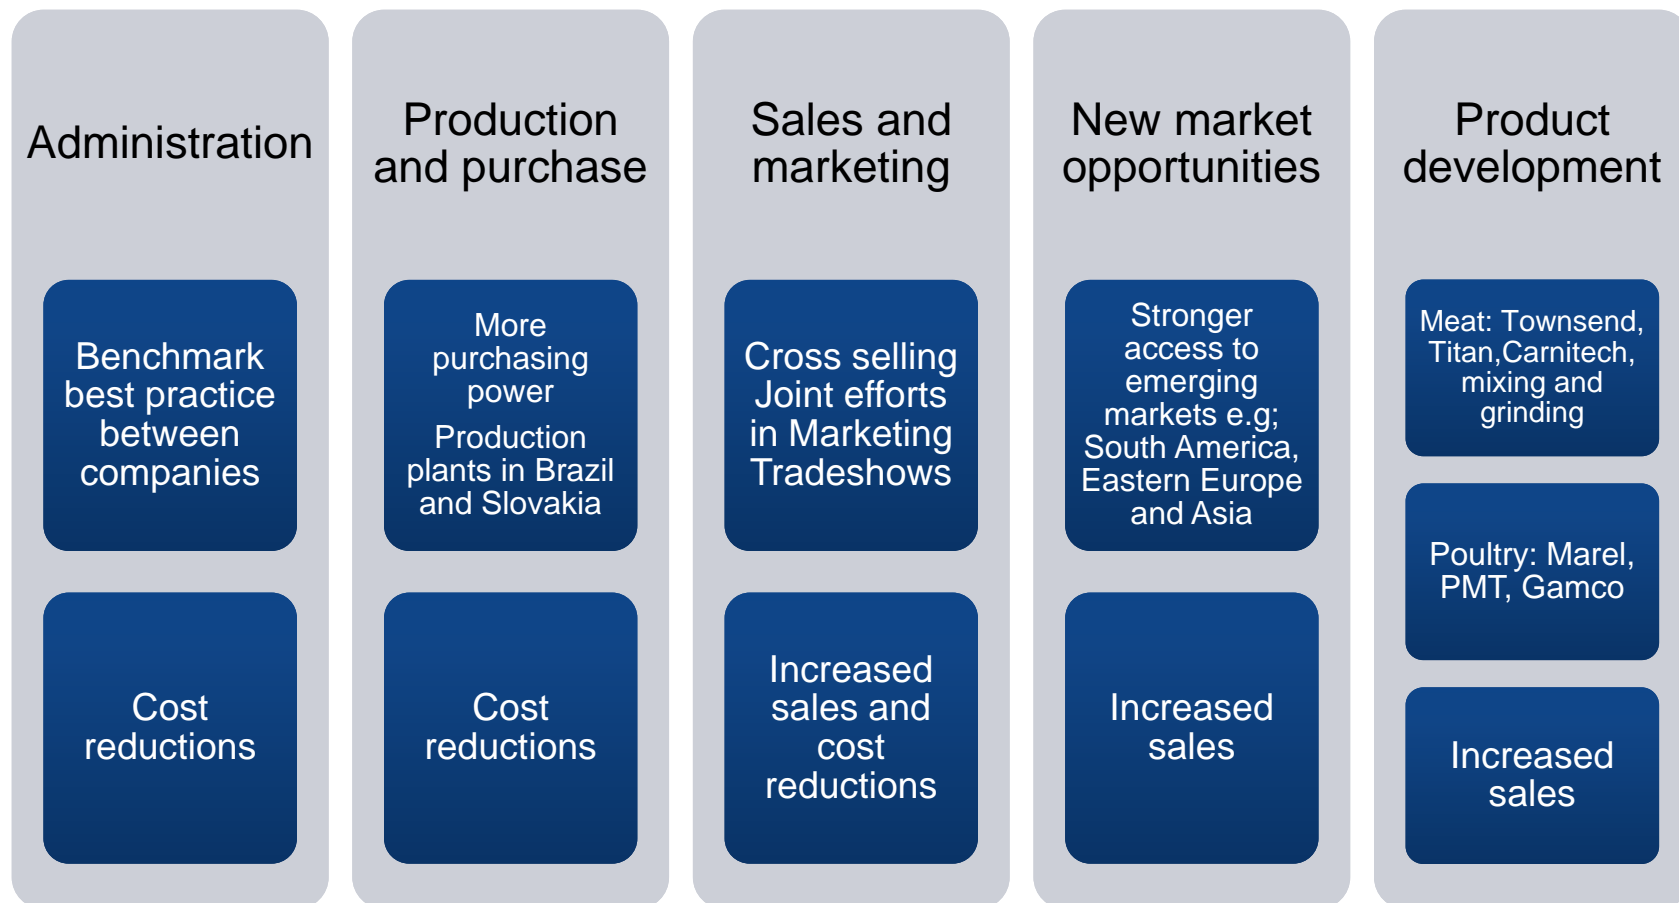 Administration
Benchmark
best practice
between
companies
Cost
reductions
Production
and purchase
More
purchasing
power
Production
plants in Brazil
and Slovakia
Cost
reductions
Sales and
marketing
Cross selling
Joint efforts
in Marketing
Tradeshows
Increased
sales and
cost
reductions
New market
opportunities
Stronger
access to
emerging
markets e.g;
South America,
Eastern Europe
and Asia
Increased
sales
Product
development
Meat: Townsend,
Titan,Carnitech,
mixing and
grinding
Poultry: Marel,
PMT, Gamco
Increased
sales